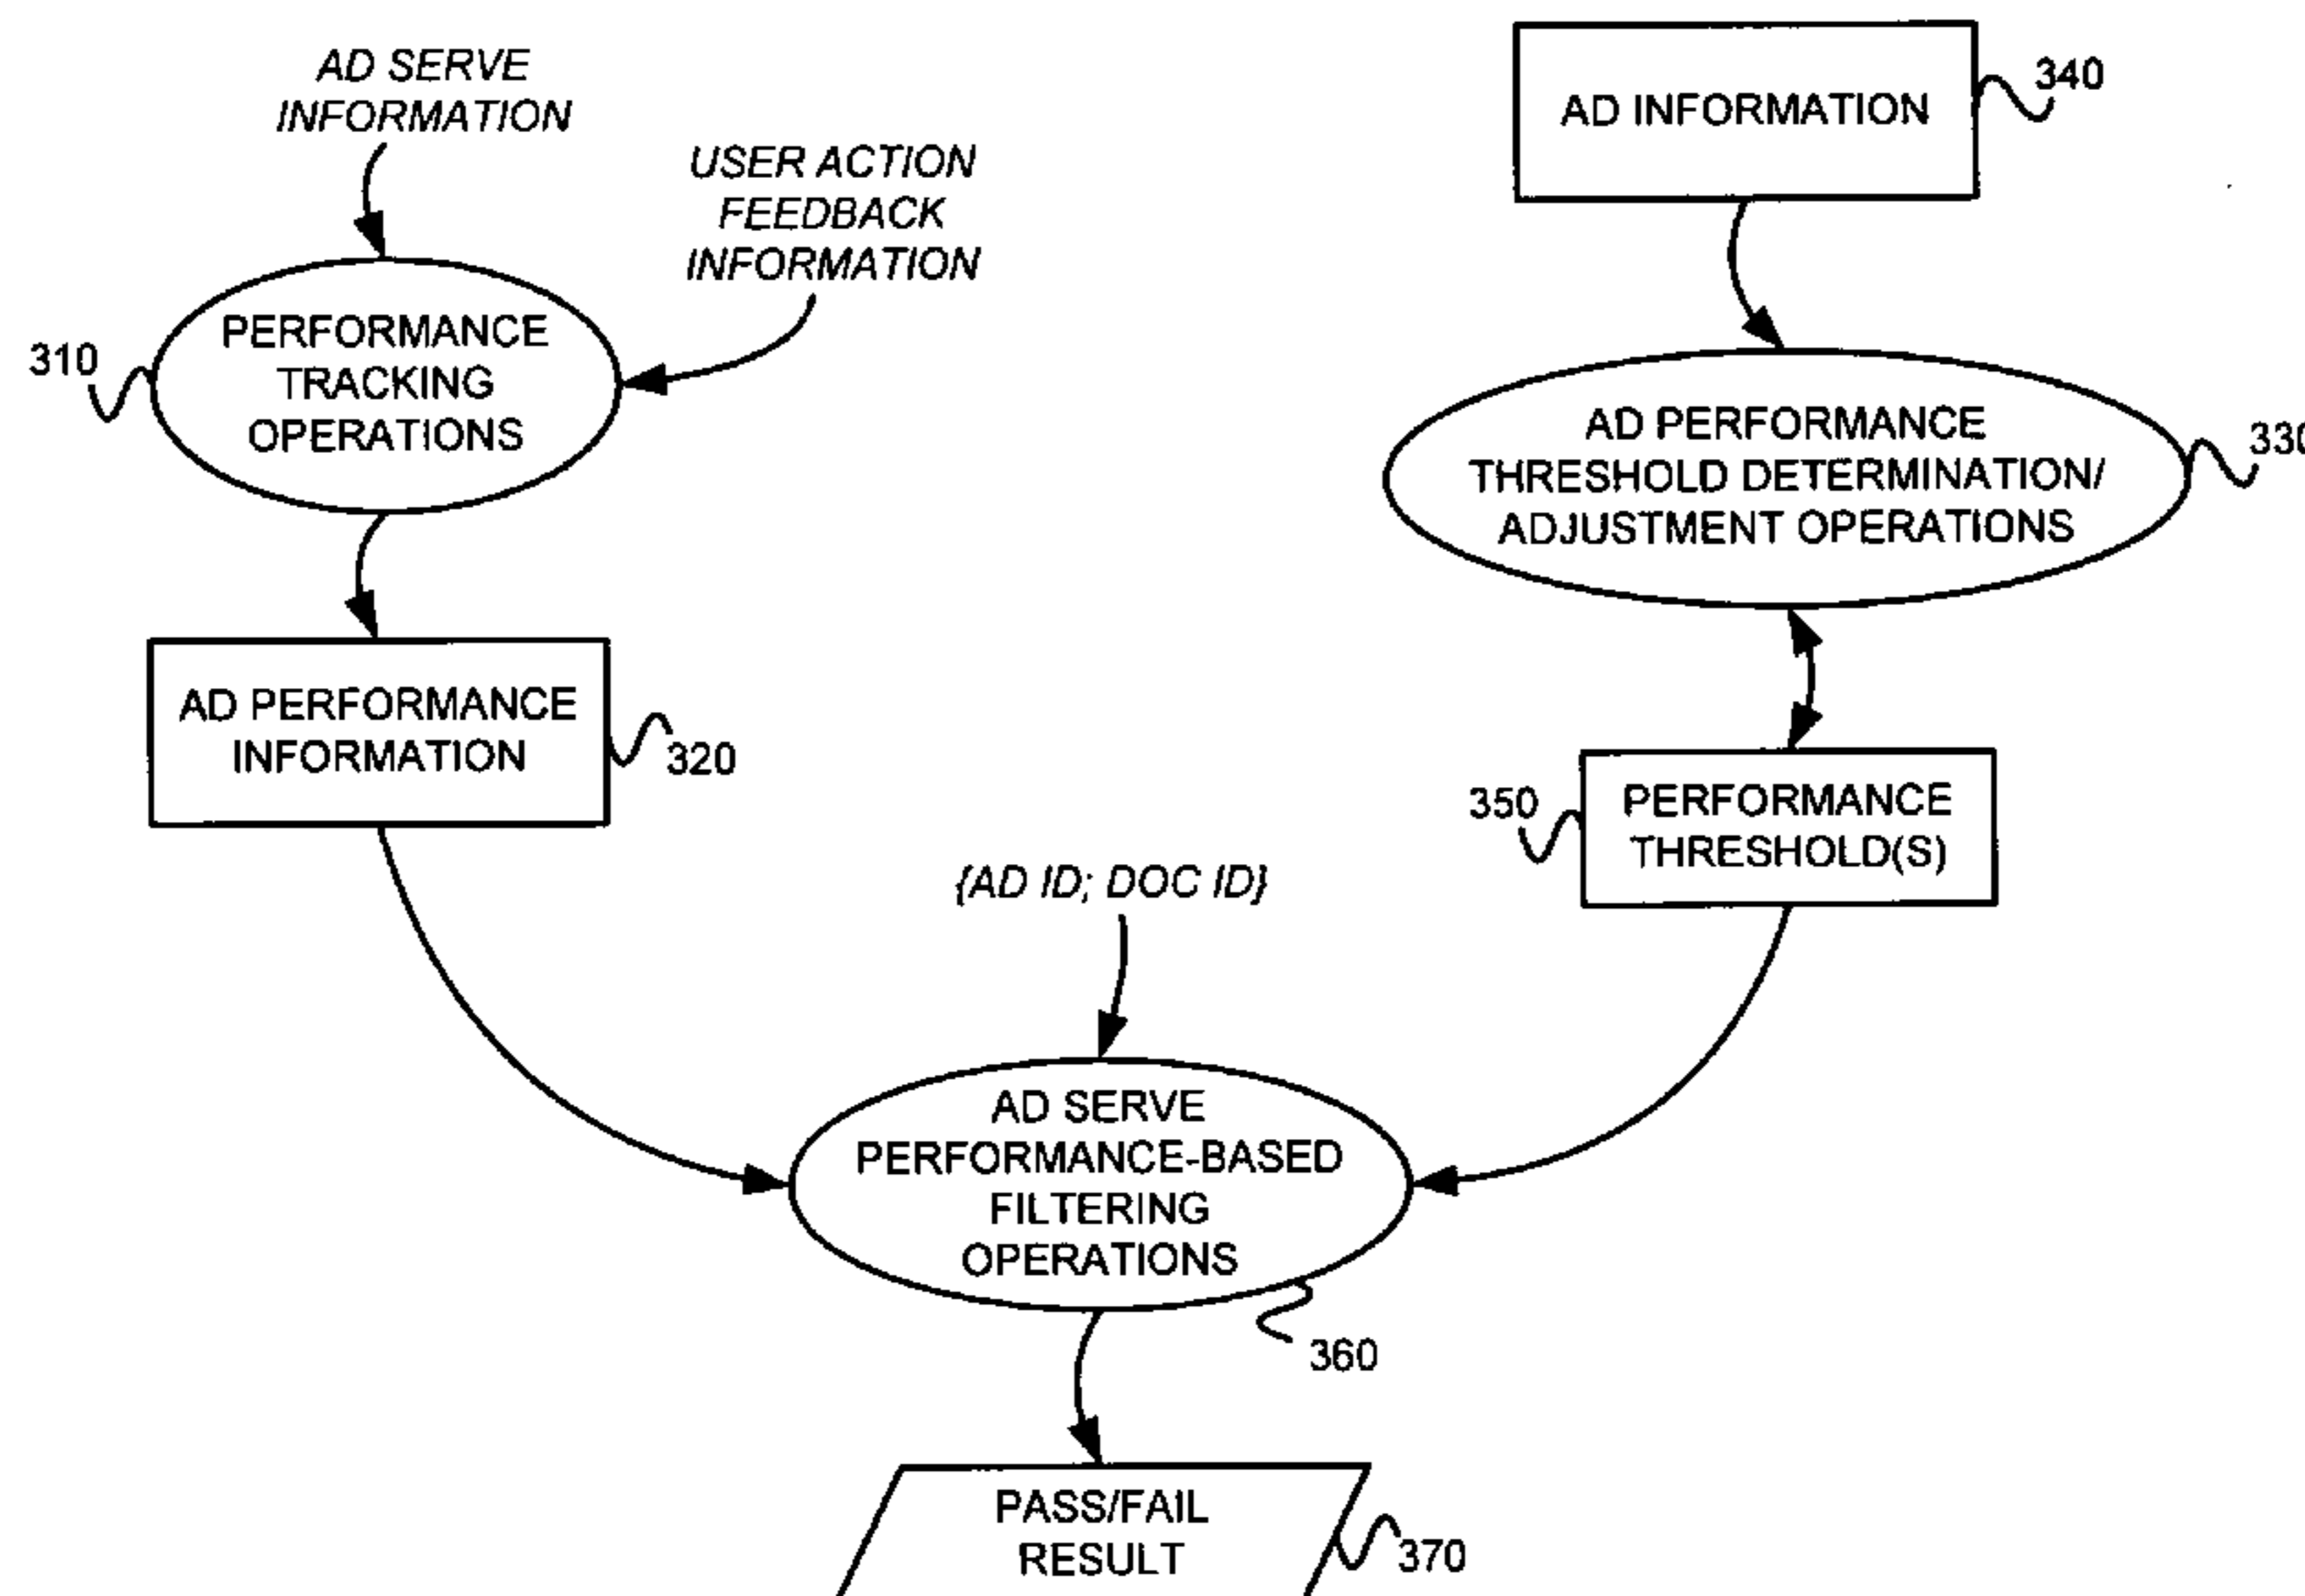 AD SERVE
INFORMATION
USER ACTION
FEEDBACK
INFORMATION
AD INFORMATION
340
310
PERFORMANCE
TRACKING
OPERATIONS
AD PERFORMANCE
THRESHOLD DETERMINATION/
ADJUSTMENT OPERATIONS
330
AD PERFORMANCE
INFORMATION
320
350
PERFORMANCE
THRESHOLD(S)
{AD ID; DOC ID}
AD SERVE
PERFORMANCE-BASED
FILTERING
OPERATIONS
360
PASS/FAIL
RESULT
370